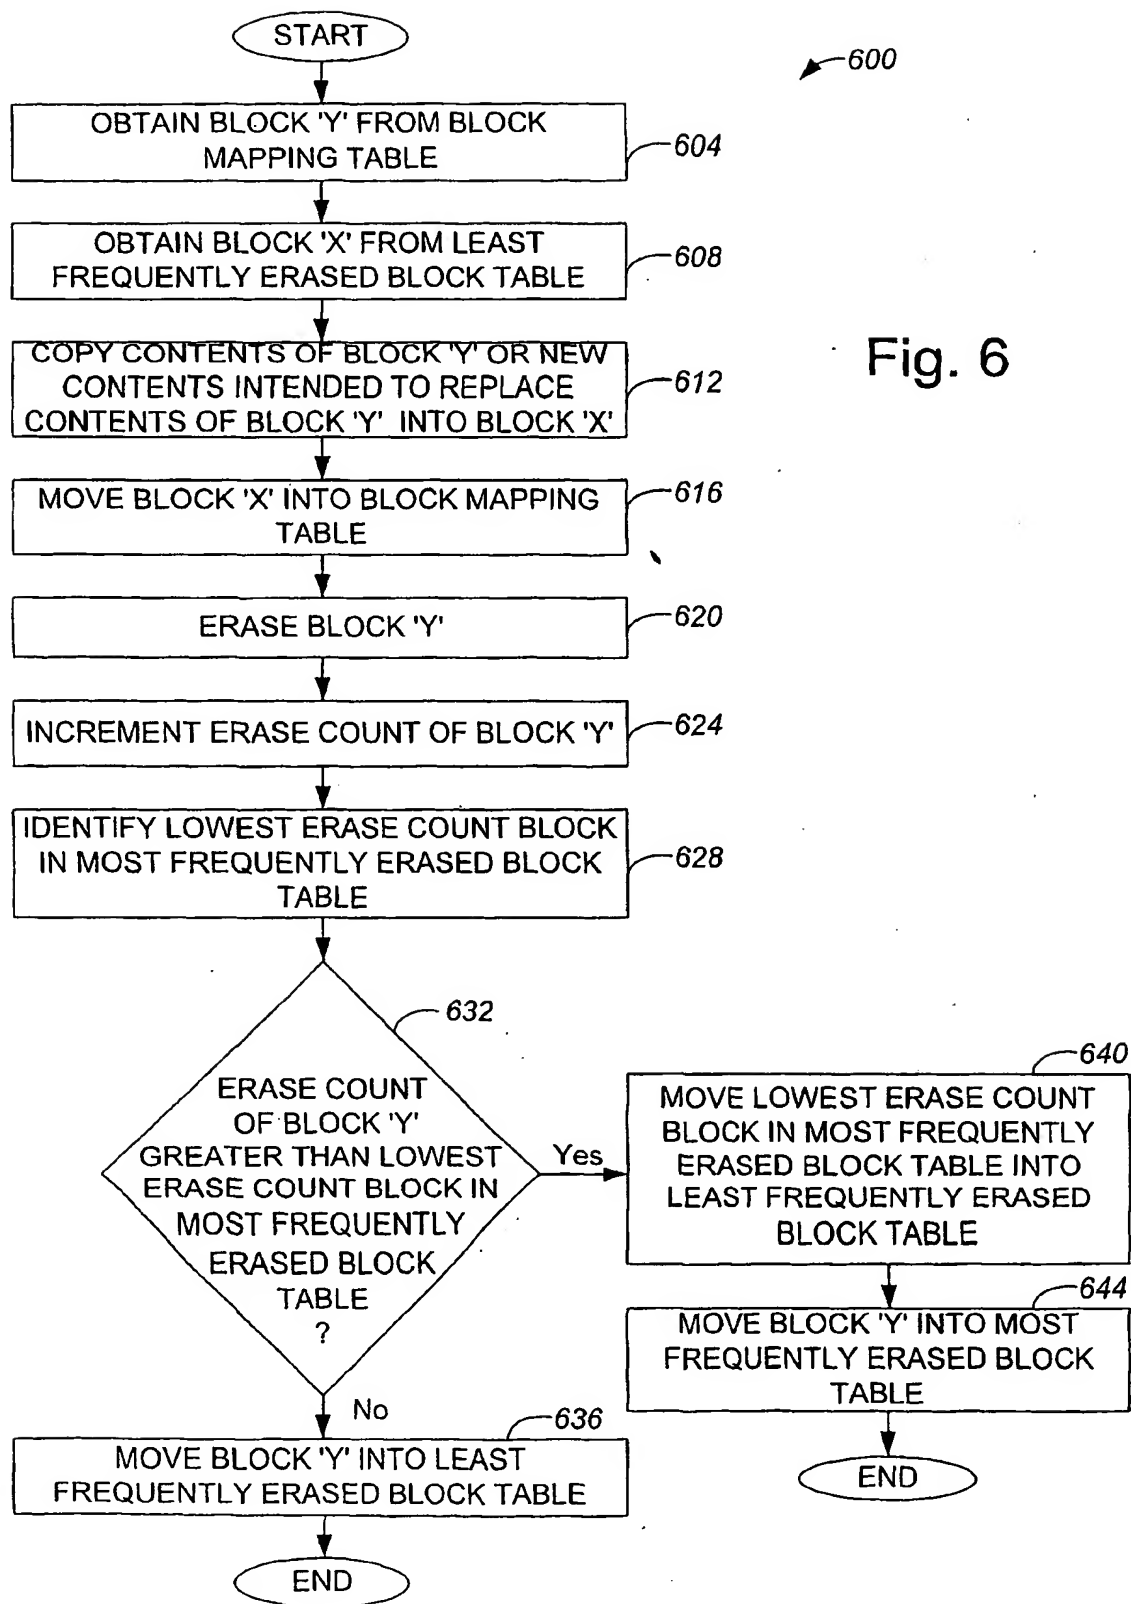 START
600
OBTAIN BLOCK 'Y' FROM BLOCK
MAPPING TABLE
604
OBTAIN BLOCK 'X' FROM LEAST
FREQUENTLY ERASED BLOCK TABLE
608
Fig. 6
COPY CONTENTS OF BLOCK 'Y' OR NEW
CONTENTS INTENDED TO REPLACE
CONTENTS OF BLOCK 'Y' INTO BLOCK 'X'
612
MOVE BLOCK 'X' INTO BLOCK MAPPING
TABLE
616
ERASE BLOCK 'Y'
620
INCREMENT ERASE COUNT OF BLOCK 'Y'
624
IDENTIFY LOWEST ERASE COUNT BLOCK
IN MOST FREQUENTLY ERASED BLOCK
TABLE
628
632
ERASE COUNT
OF BLOCK 'Y'
GREATER THAN LOWEST
ERASE COUNT BLOCK IN
MOST FREQUENTLY
ERASED BLOCK
TABLE
?
Yes
640
MOVE LOWEST ERASE COUNT
BLOCK IN MOST FREQUENTLY
ERASED BLOCK TABLE INTO
LEAST FREQUENTLY ERASED
BLOCK TABLE
644
MOVE BLOCK 'Y' INTO MOST
FREQUENTLY ERASED BLOCK
TABLE
END
No
636
MOVE BLOCK 'Y' INTO LEAST
FREQUENTLY ERASED BLOCK TABLE
END